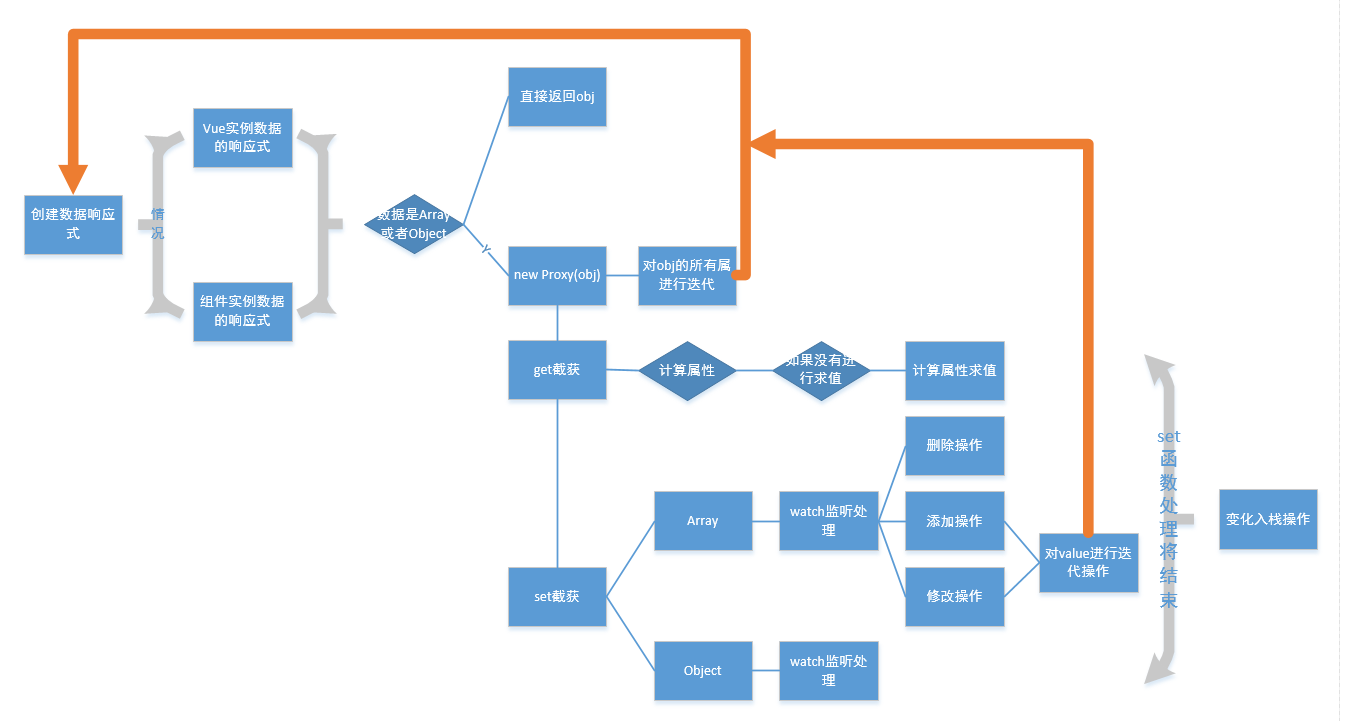 直接返回obj
Vue实例数据
的响应式
创建数据响应
式
情
况
数据是Array
或者Object
Y
组件实例数据
的响应式
new Proxy(obj)
对obj的所有属
进行迭代
get截获
计算属性
如果没有进
行求值
计算属性求值
删除操作
Array
watch监听处
理
添加操作
对value进行迭
代操作
set截获
修改操作
Object
watch监听处
理
set
函
数
处
理
将
结
束
变化入栈操作